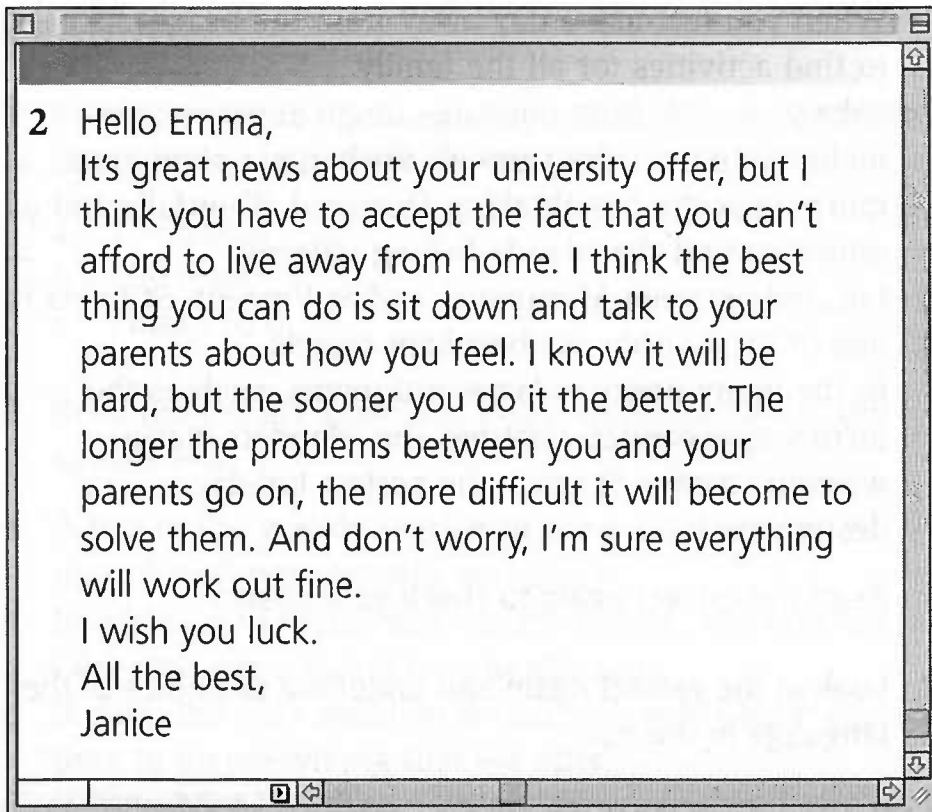 2 Hello Emma,
It's great news about your university offer, but I
think you have to accept the fact that you can't
afford to live away from home. I think the best
thing you can do is sit down and talk to your
parents about how you feel. I know it will be
hard, but the sooner you do it the better. The
longer the problems between you and your
parents go on, the more difficult it will become to
solve them. And don't worry, I'm sure everything
will work out fine.
I wish you luck.
All the best,
Janice